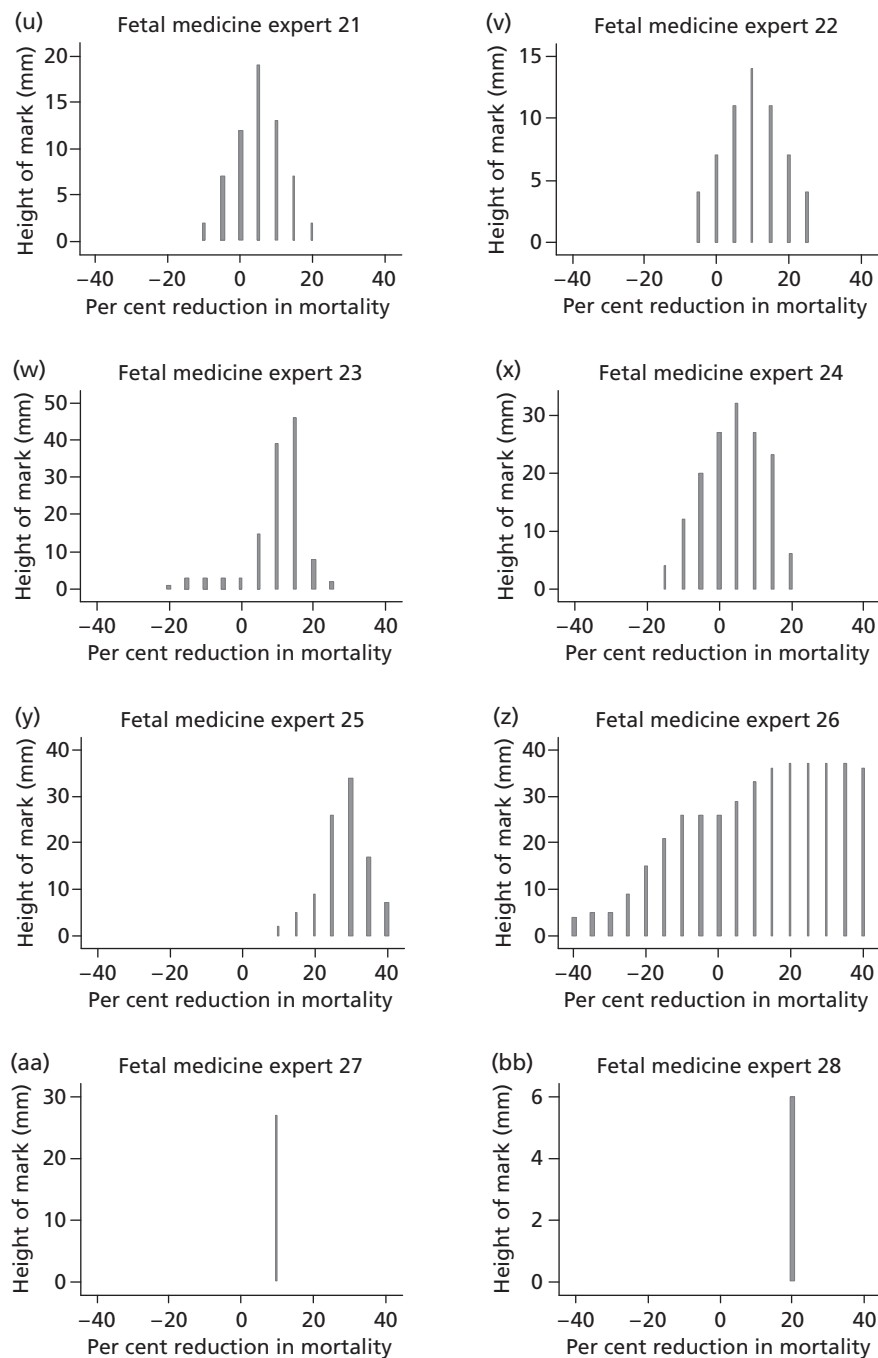 (u)
Fetal medicine expert 21
Height of mark (mm)
20
15
10
5
0
−40 −20 0 20 40
Per cent reduction in mortality
(v)
Fetal medicine expert 22
Height of mark (mm)
15
10
5
0
−40 −20 0 20 40
Per cent reduction in mortality
(w)
Fetal medicine expert 23
Height of mark (mm)
50
40
30
20
10
0
−40 −20 0 20 40
Per cent reduction in mortality
(x)
Fetal medicine expert 24
Height of mark (mm)
30
20
10
0
−40 −20 0 20 40
Per cent reduction in mortality
(y)
Fetal medicine expert 25
Height of mark (mm)
40
30
20
10
0
−40 −20 0 20 40
Per cent reduction in mortality
(z)
Fetal medicine expert 26
Height of mark (mm)
40
30
20
10
0
−40 −20 0 20 40
Per cent reduction in mortality
(aa)
Fetal medicine expert 27
Height of mark (mm)
30
20
10
0
−40 −20 0 20 40
Per cent reduction in mortality
(bb)
Fetal medicine expert 28
Height of mark (mm)
6
4
2
0
−40 −20 0 20 40
Per cent reduction in mortality